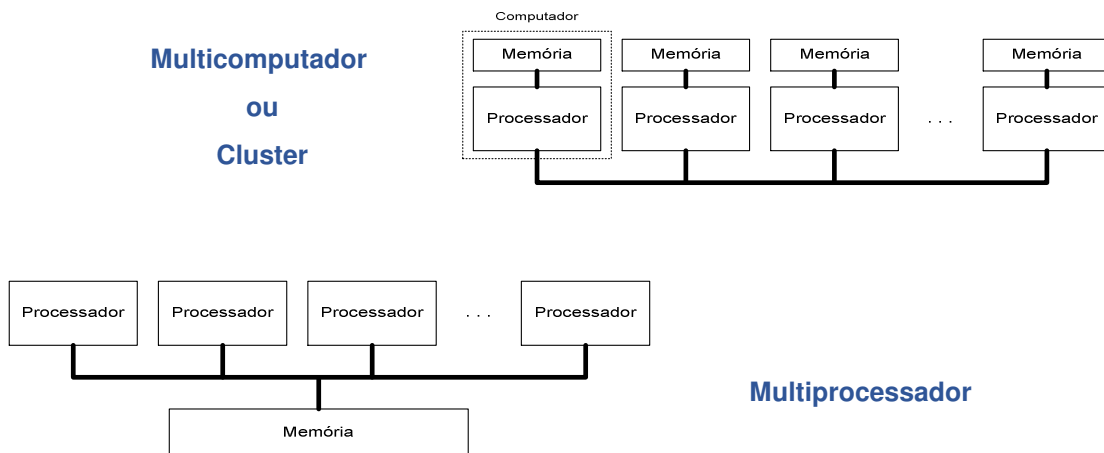 Computador
Multicomputador
ou
Cluster
Memória Memória Memória Memória
Processador Processador Processador . . . Processador
Processador Processador Processador . . . Processador
Memória
Multiprocessador